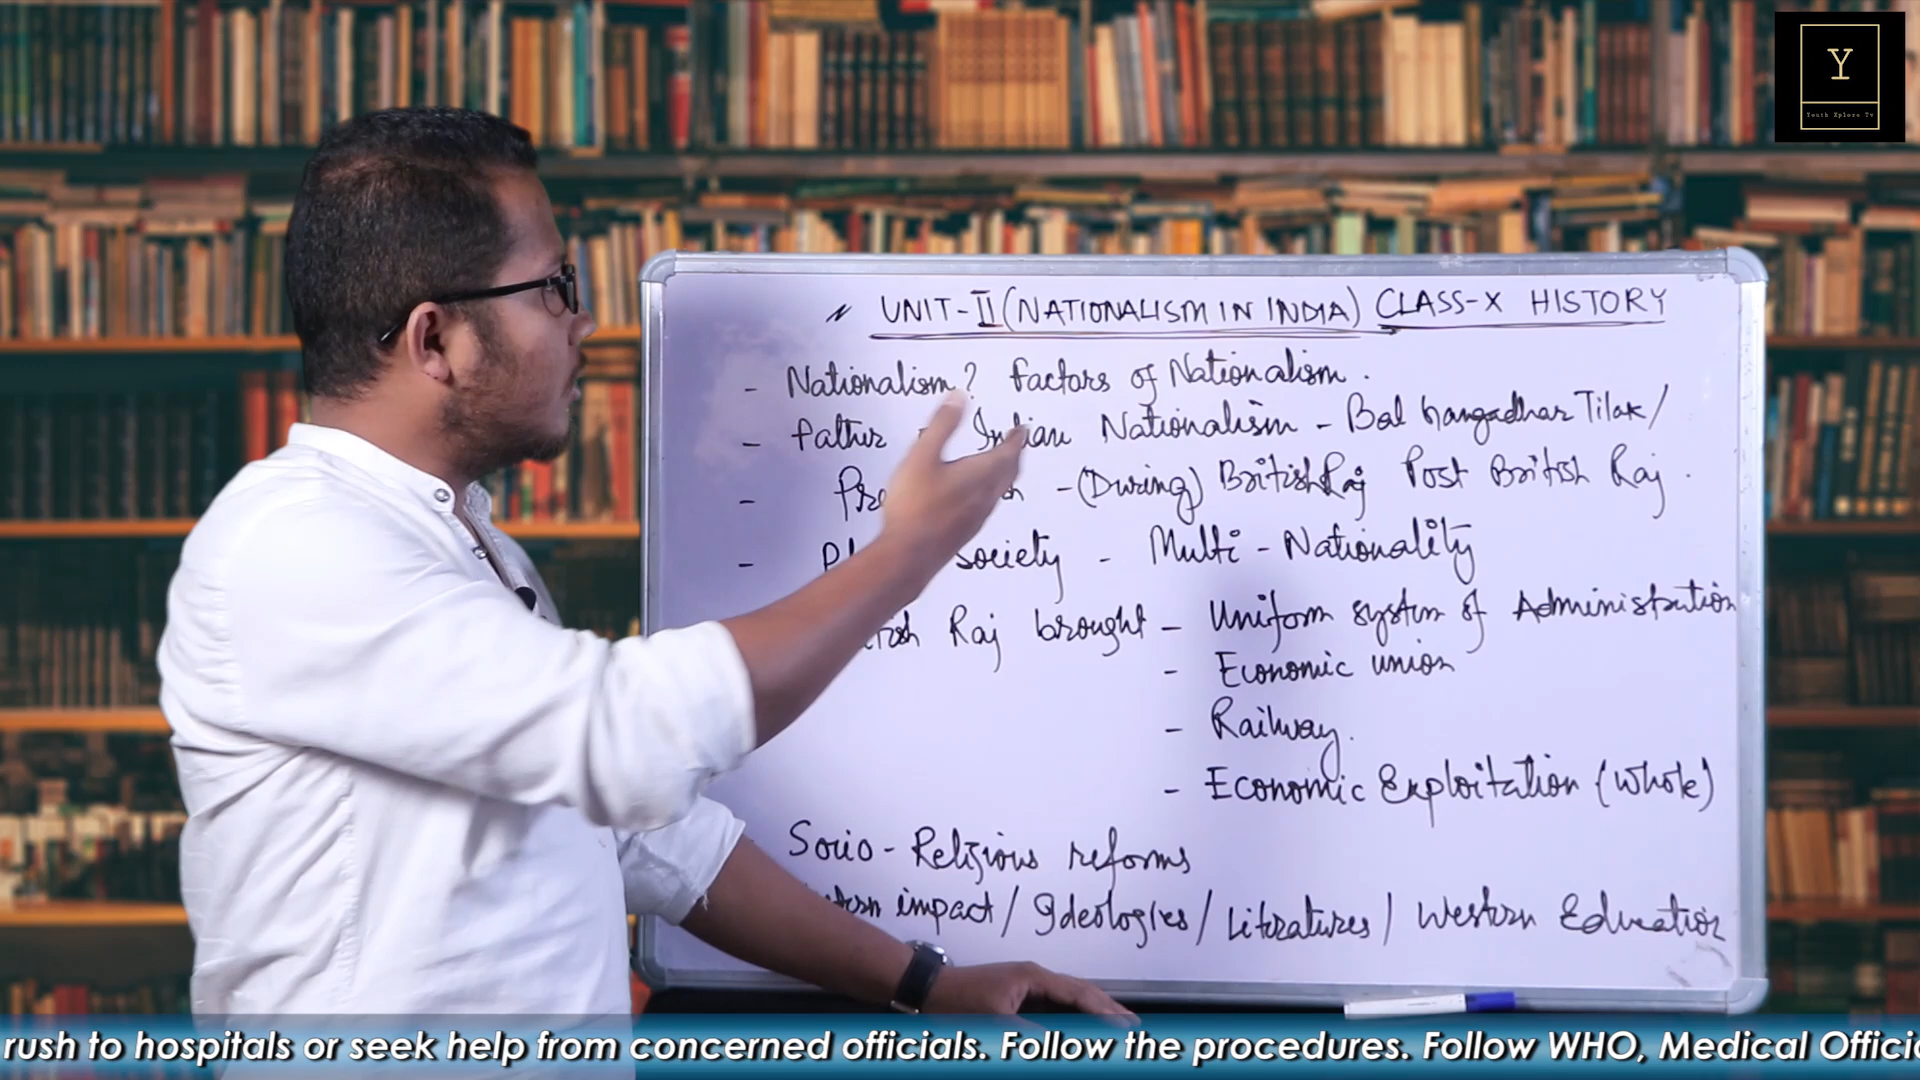 Y
Youth Xplore Tv
UNIT-II (NATIONALISM IN INDIA) CLASS-X HISTORY
- Nationalism? Factors of Nationalism.
- Father Indian Nationalism - Bal Gangadhar Tilak/
- (During) British Raj Post British Raj.
- society - Multi-Nationality
Raj brought - Uniform system of Administration
- Economic union
- Railway.
- Economic Exploitation (whole)
Socio-Religious reforms
impact/ Ideologies/ Literatures/ Western Education
rush to hospitals or seek help from concerned officials. Follow the procedures. Follow WHO, Medical